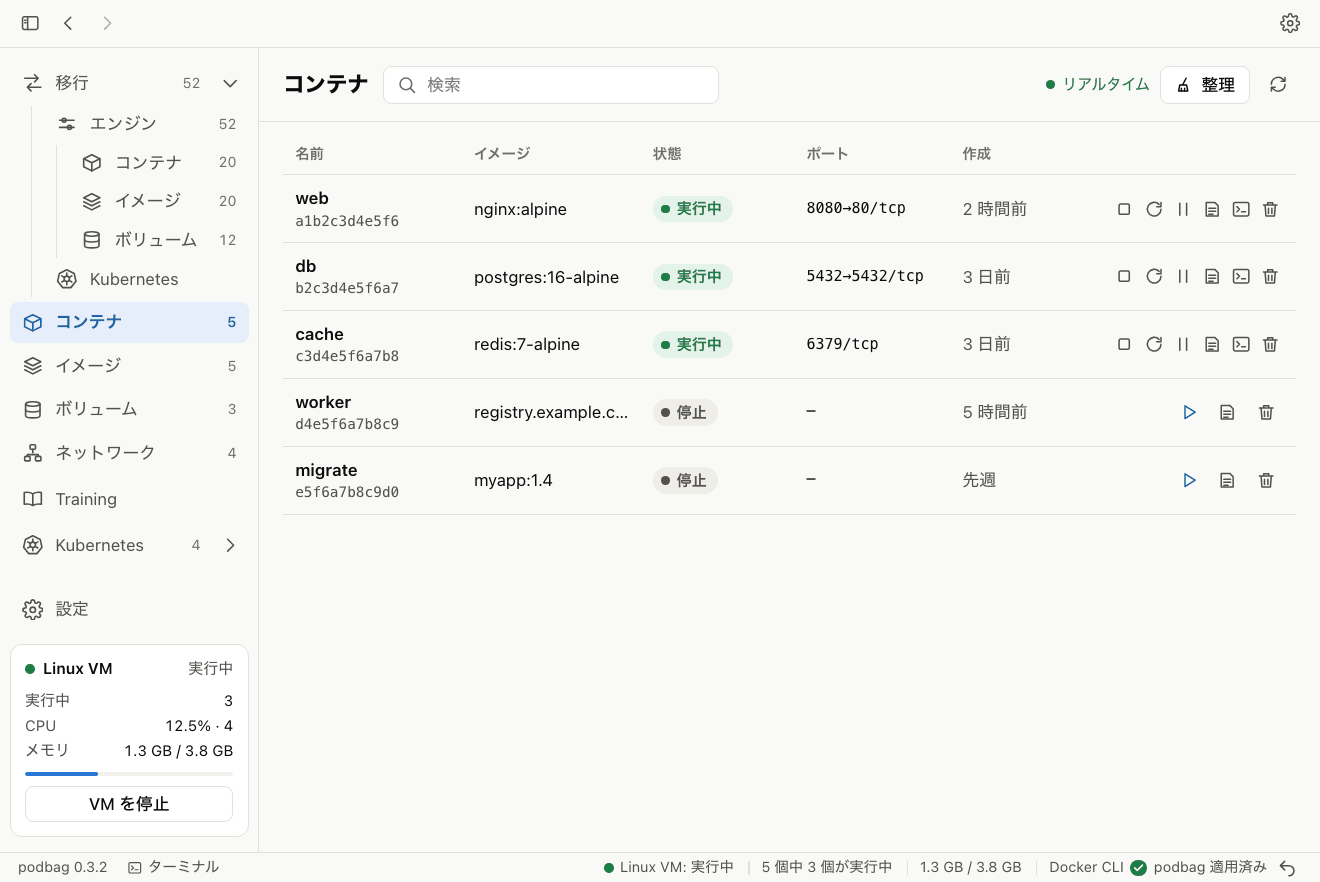 移行 52
エンジン 52
コンテナ 20
イメージ 20
ボリューム 12
Kubernetes
コンテナ 5
イメージ 5
ボリューム 3
ネットワーク 4
Training
Kubernetes 4
設定
Linux VM 実行中
実行中 3
CPU 12.5% · 4
メモリ 1.3 GB / 3.8 GB
VM を停止
コンテナ 検索 リアルタイム 整理
名前 イメージ 状態 ポート 作成
web
a1b2c3d4e5f6
nginx:alpine 実行中 8080→80/tcp 2 時間前
db
b2c3d4e5f6a7
postgres:16-alpine 実行中 5432→5432/tcp 3 日前
cache
c3d4e5f6a7b8
redis:7-alpine 実行中 6379/tcp 3 日前
worker
d4e5f6a7b8c9
registry.example.c... 停止 – 5 時間前
migrate
e5f6a7b8c9d0
myapp:1.4 停止 – 先週
podbag 0.3.2 ターミナル Linux VM: 実行中 5 個中 3 個が実行中 1.3 GB / 3.8 GB Docker CLI podbag 適用済み